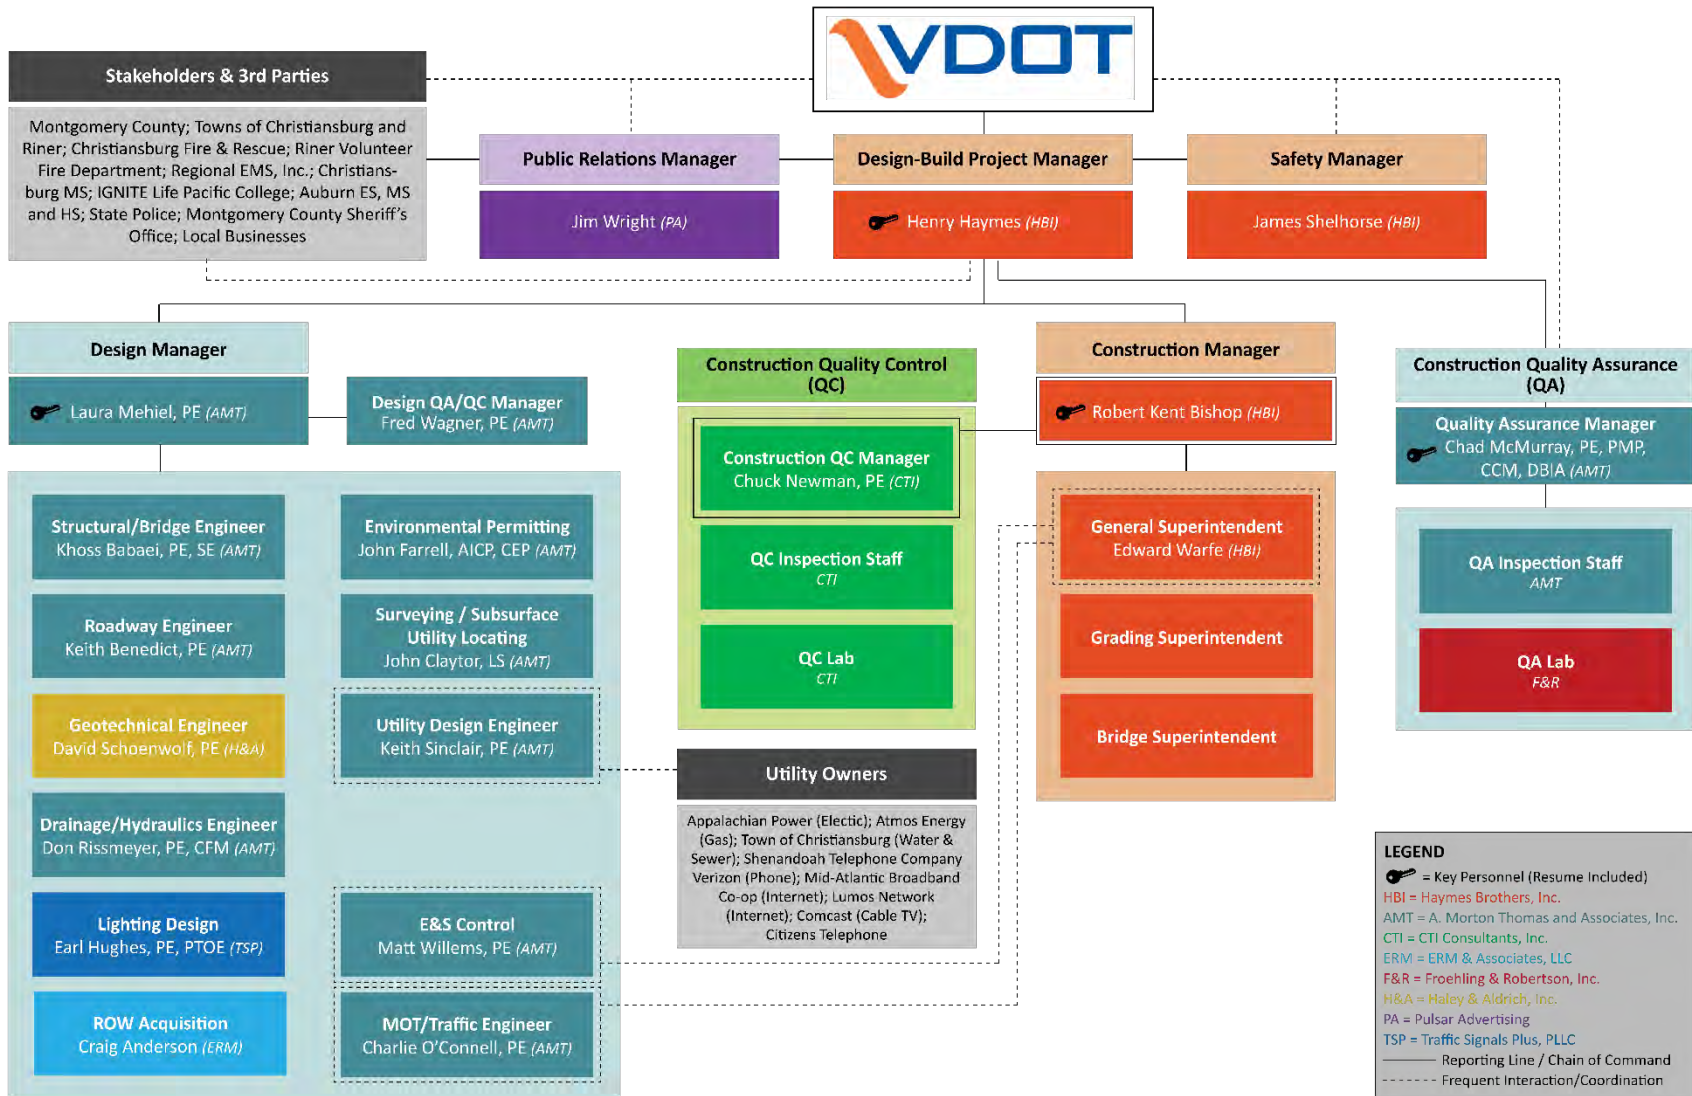 VDOT
Stakeholders & 3rd Parties
Montgomery County; Towns of Christiansburg and
Riner; Christiansburg Fire & Rescue; Riner Volunteer
Fire Department; Regional EMS, Inc.; Christians-
burg MS; IGNITE Life Pacific College; Auburn ES, MS
and HS; State Police; Montgomery County Sheriff's
Office; Local Businesses
Public Relations Manager
Jim Wright (PA)
Design-Build Project Manager
Henry Haymes (HBI)
Safety Manager
James Shelhorse (HBI)
Design Manager
Laura Mehiel, PE (AMT)
Design QA/QC Manager
Fred Wagner, PE (AMT)
Structural/Bridge Engineer
Khoss Babaei, PE, SE (AMT)
Environmental Permitting
John Farrell, AICP, CEP (AMT)
Roadway Engineer
Keith Benedict, PE (AMT)
Surveying / Subsurface
Utility Locating
John Claytor, LS (AMT)
Geotechnical Engineer
David Schoenwolf, PE (H&A)
Utility Design Engineer
Keith Sinclair, PE (AMT)
Drainage/Hydraulics Engineer
Don Rissmeyer, PE, CFM (AMT)
Lighting Design
Earl Hughes, PE, PTOE (TSP)
E&S Control
Matt Willems, PE (AMT)
ROW Acquisition
Craig Anderson (ERM)
MOT/Traffic Engineer
Charlie O'Connell, PE (AMT)
Construction Quality Control
(QC)
Construction QC Manager
Chuck Newman, PE (CTI)
QC Inspection Staff
CTI
QC Lab
CTI
Utility Owners
Appalachian Power (Electic); Atmos Energy
(Gas); Town of Christiansburg (Water &
Sewer); Shenandoah Telephone Company
Verizon (Phone); Mid-Atlantic Broadband
Co-op (Internet); Lumos Network
(Internet); Comcast (Cable TV);
Citizens Telephone
Construction Manager
Robert Kent Bishop (HBI)
General Superintendent
Edward Warfe (HBI)
Grading Superintendent
Bridge Superintendent
Construction Quality Assurance
(QA)
Quality Assurance Manager
Chad McMurray, PE, PMP,
CCM, DBIA (AMT)
QA Inspection Staff
AMT
QA Lab
F&R
LEGEND
= Key Personnel (Resume Included)
HBI = Haymes Brothers, Inc.
AMT = A. Morton Thomas and Associates, Inc.
CTI = CTI Consultants, Inc.
ERM = ERM & Associates, LLC
F&R = Froehling & Robertson, Inc.
H&A = Haley & Aldrich, Inc.
PA = Pulsar Advertising
TSP = Traffic Signals Plus, PLLC
Reporting Line / Chain of Command
Frequent Interaction/Coordination